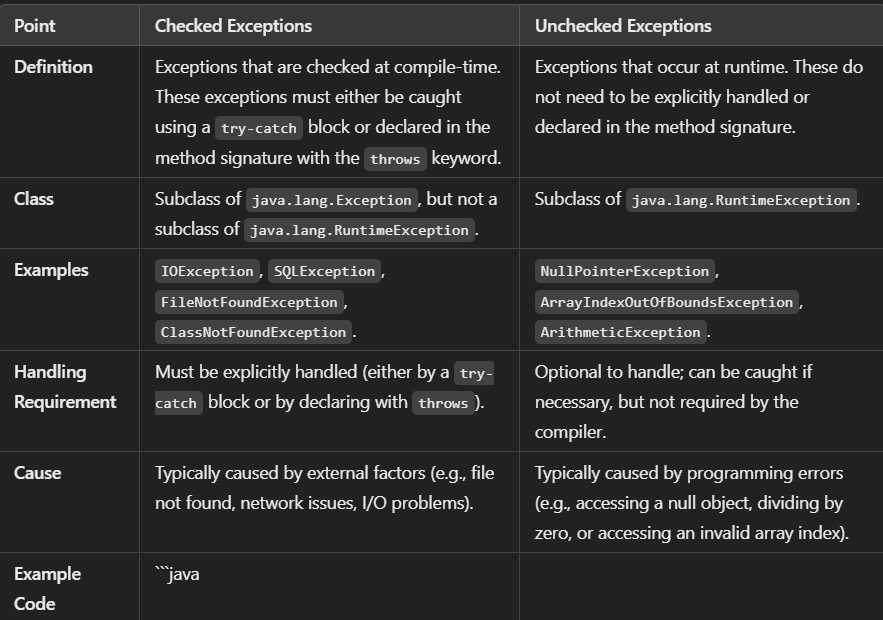 Point Checked Exceptions Unchecked Exceptions
Definition
Exceptions that are checked at compile-time.
These exceptions must either be caught
using a try-catch block or declared in the
method signature with the throws keyword.
Exceptions that occur at runtime. These do
not need to be explicitly handled or
declared in the method signature.
Class
Subclass of java.lang.Exception, but not a
subclass of java.lang.RuntimeException.
Subclass of java.lang.RuntimeException.
Examples
IOException, SQLException,
FileNotFoundException,
ClassNotFoundException.
NullPointerException,
ArrayIndexOutOfBoundsException,
ArithmeticException.
Handling
Requirement
Must be explicitly handled (either by a try-
catch block or by declaring with throws).
Optional to handle; can be caught if
necessary, but not required by the
compiler.
Cause
Typically caused by external factors (e.g., file
not found, network issues, I/O problems).
Typically caused by programming errors
(e.g., accessing a null object, dividing by
zero, or accessing an invalid array index).
Example
Code
```java